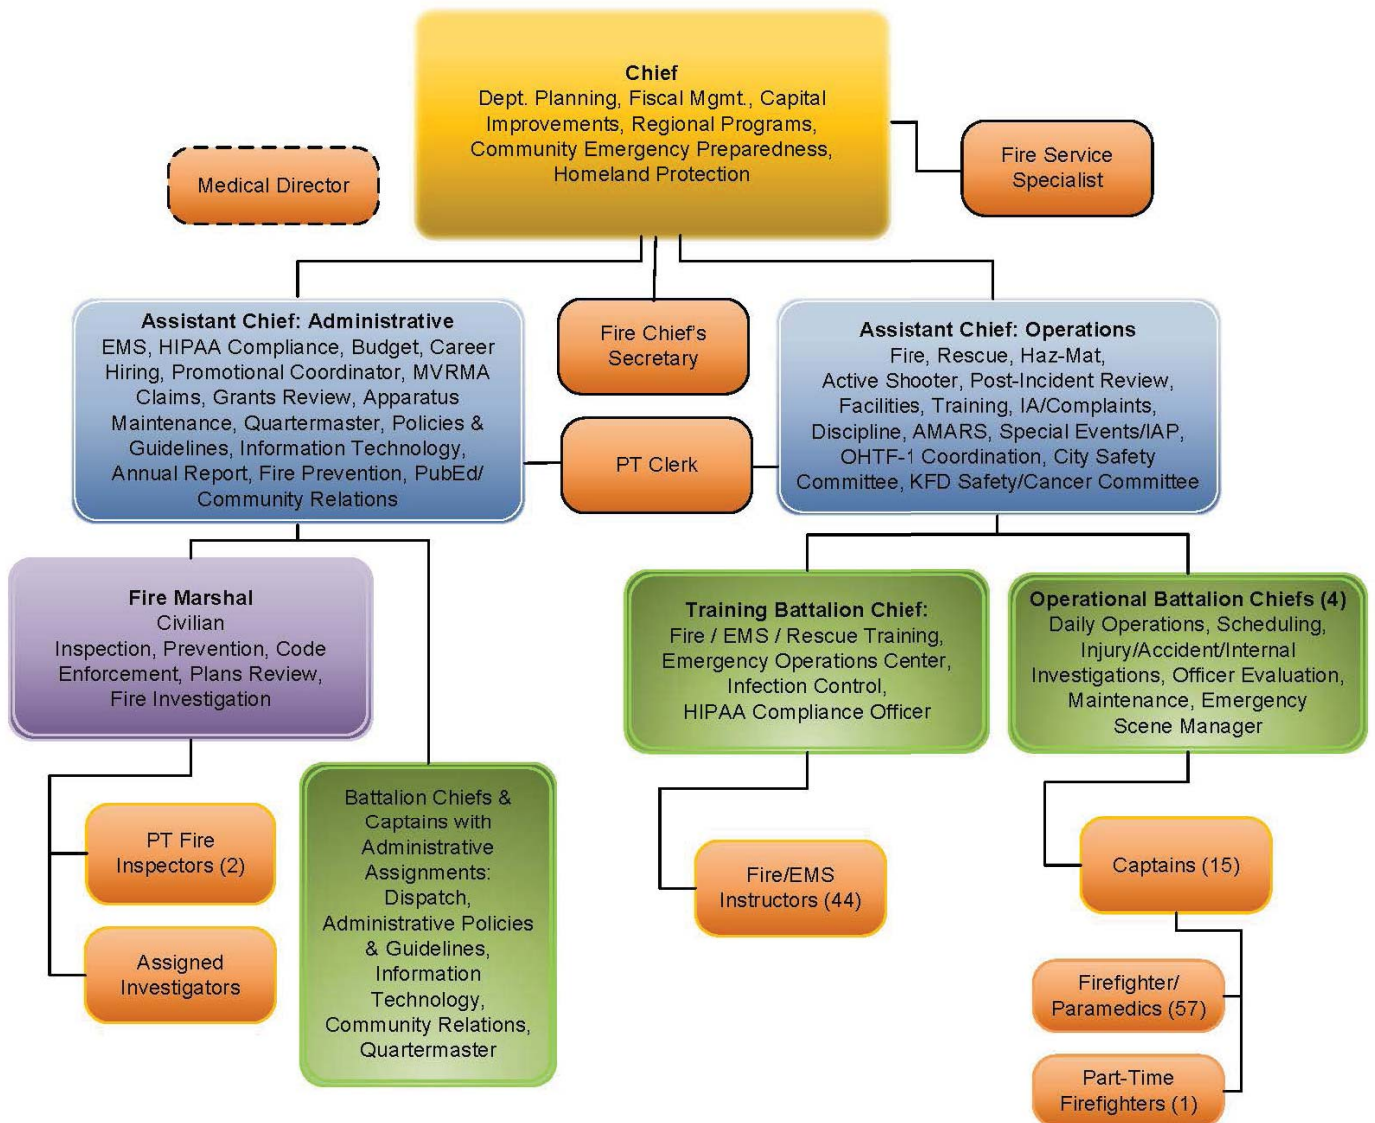 Chief
Dept. Planning, Fiscal Mgmt., Capital
Improvements, Regional Programs,
Community Emergency Preparedness,
Homeland Protection
Medical Director
Fire Service
Specialist
Assistant Chief: Administrative
EMS, HIPAA Compliance, Budget, Career
Hiring, Promotional Coordinator, MVRMA
Claims, Grants Review, Apparatus
Maintenance, Quartermaster, Policies &
Guidelines, Information Technology,
Annual Report, Fire Prevention, PubEd/
Community Relations
Fire Chief's
Secretary
PT Clerk
Assistant Chief: Operations
Fire, Rescue, Haz-Mat,
Active Shooter, Post-Incident Review,
Facilities, Training, IA/Complaints,
Discipline, AMARS, Special Events/IAP,
OHTF-1 Coordination, City Safety
Committee, KFD Safety/Cancer Committee
Fire Marshal
Civilian
Inspection, Prevention, Code
Enforcement, Plans Review,
Fire Investigation
PT Fire
Inspectors (2)
Assigned
Investigators
Battalion Chiefs &
Captains with
Administrative
Assignments:
Dispatch,
Administrative Policies
& Guidelines,
Information
Technology,
Community Relations,
Quartermaster
Training Battalion Chief:
Fire / EMS / Rescue Training,
Emergency Operations Center,
Infection Control,
HIPAA Compliance Officer
Fire/EMS
Instructors (44)
Operational Battalion Chiefs (4)
Daily Operations, Scheduling,
Injury/Accident/Internal
Investigations, Officer Evaluation,
Maintenance, Emergency
Scene Manager
Captains (15)
Firefighter/
Paramedics (57)
Part-Time
Firefighters (1)